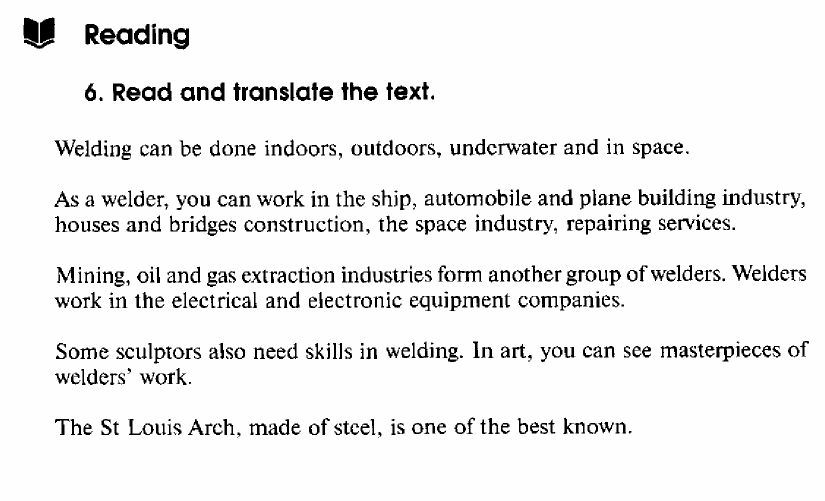 Reading
6. Read and translate the text.
Welding can be done indoors, outdoors, underwater and in space.
As a welder, you can work in the ship, automobile and plane building industry,
houses and bridges construction, the space industry, repairing services.
Mining, oil and gas extraction industries form another group of welders. Welders
work in the electrical and electronic equipment companies.
Some sculptors also need skills in welding. In art, you can see masterpieces of
welders' work.
The St Louis Arch, made of steel, is one of the best known.